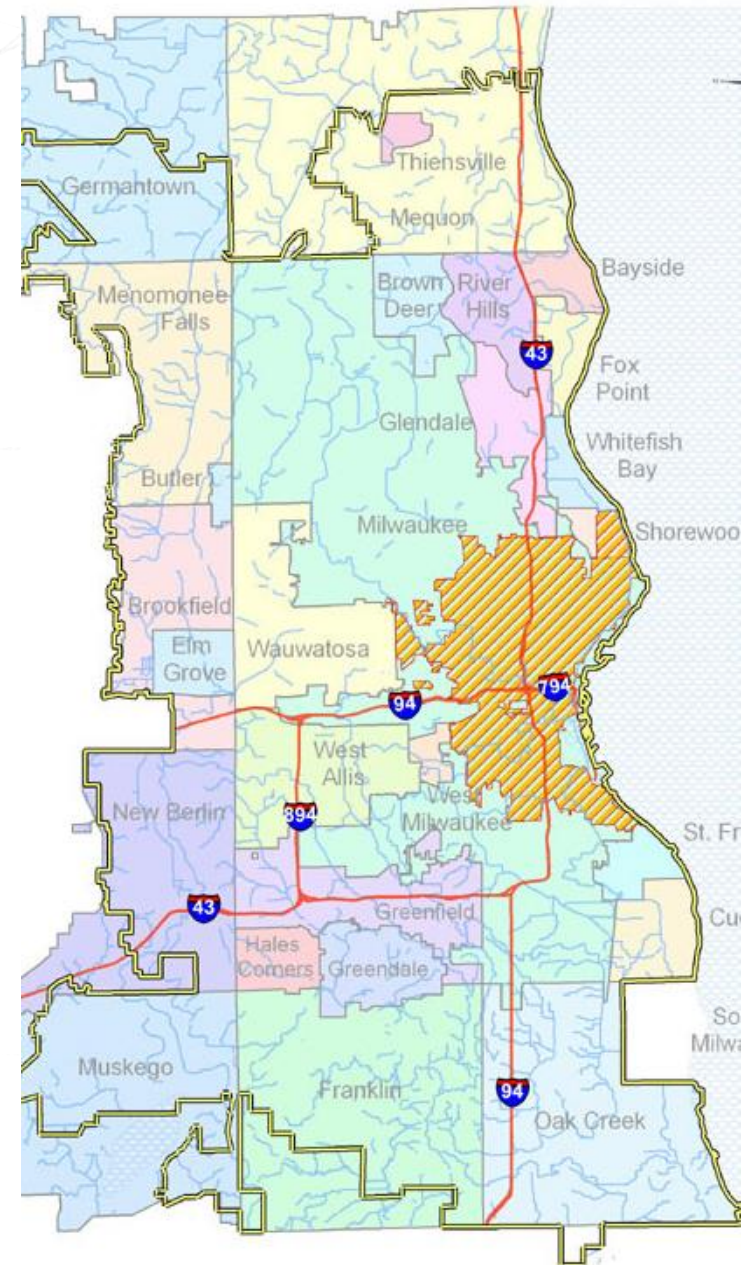 Thiensville
Germantown
Mequon
Bayside
Brown
Deer
River
Hills
Menomonee
Falls
43
Fox
Point
Glendale
Whitefish
Bay
Butler
Milwaukee
Shorewoo
Brookfield
Elm
Grove
Wauwatosa
794
94
West
Allis
New Berlin
894
West
Milwaukee
St. Fr
43
Greenfield
Cu
Hales
Corners
Greendale
So
Milwa
Muskego
Franklin
94
Oak Creek